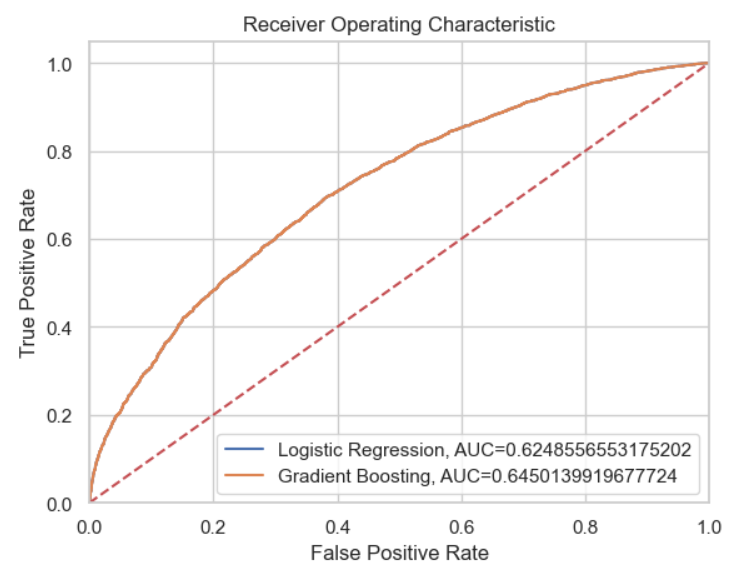 Receiver Operating Characteristic
True Positive Rate
1.0
0.8
0.6
0.4
0.2
0.0
Logistic Regression, AUC=0.6248556553175202
Gradient Boosting, AUC=0.6450139919677724
0.0 0.2 0.4 0.6 0.8 1.0
False Positive Rate